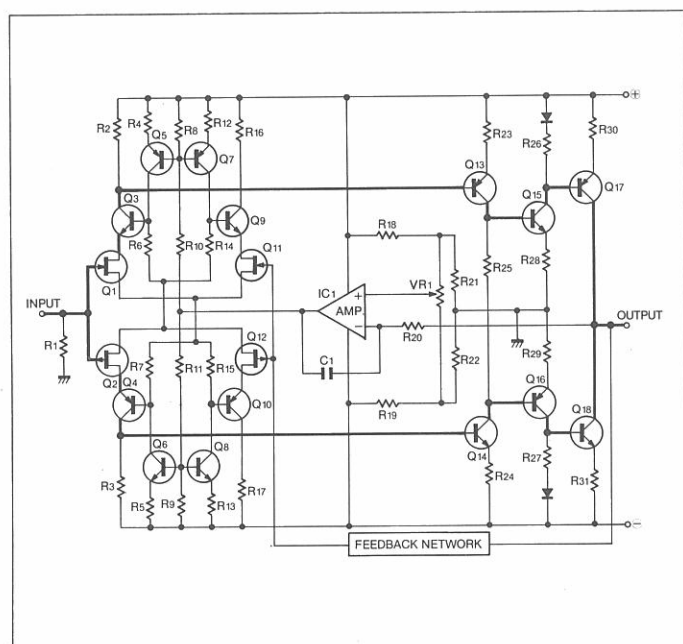 ⊕
R2
R4
Q5
R8
R12
Q7
R16
R23
R26
R30
Q13
Q15
Q17
Q3
Q9
R6
R10
R14
Q11
R18
R25
R28
Q1
IC1
AMP.
+
−
VR1
R21
INPUT
OUTPUT
R1
R20
Q12
C1
R22
R29
Q2
Q4
R7
R11
R15
Q10
R19
Q16
Q18
Q6
Q8
Q14
R27
R3
R5
R9
R13
R17
R24
R31
⊖
FEEDBACK NETWORK